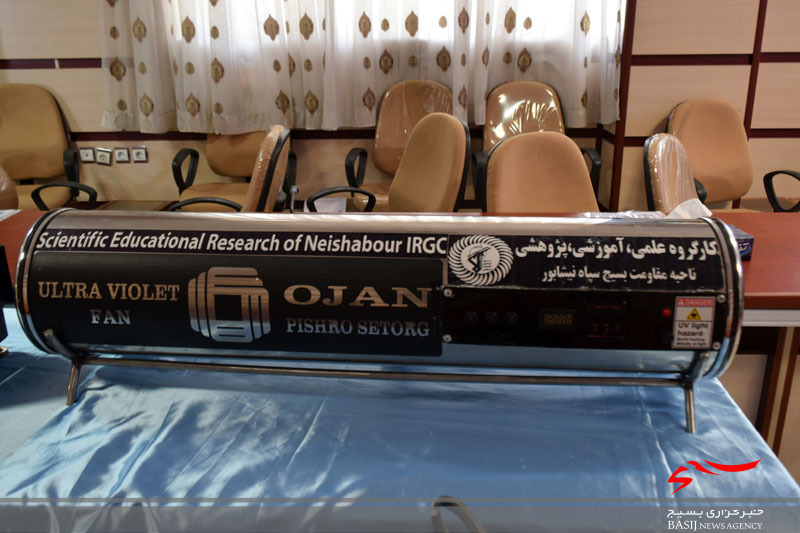 Scientific Educational Research of Neishabour IRGC
کارگروه علمی، آموزشی، پژوهشی
ناحیه مقاومت بسیج سپاه نیشابور
ULTRA VIOLET
FAN
OJAN
PISHRO SETORG
DANGER
UV light
hazard
خبرگزاری بسیج
BASIJ NEWS AGENCY